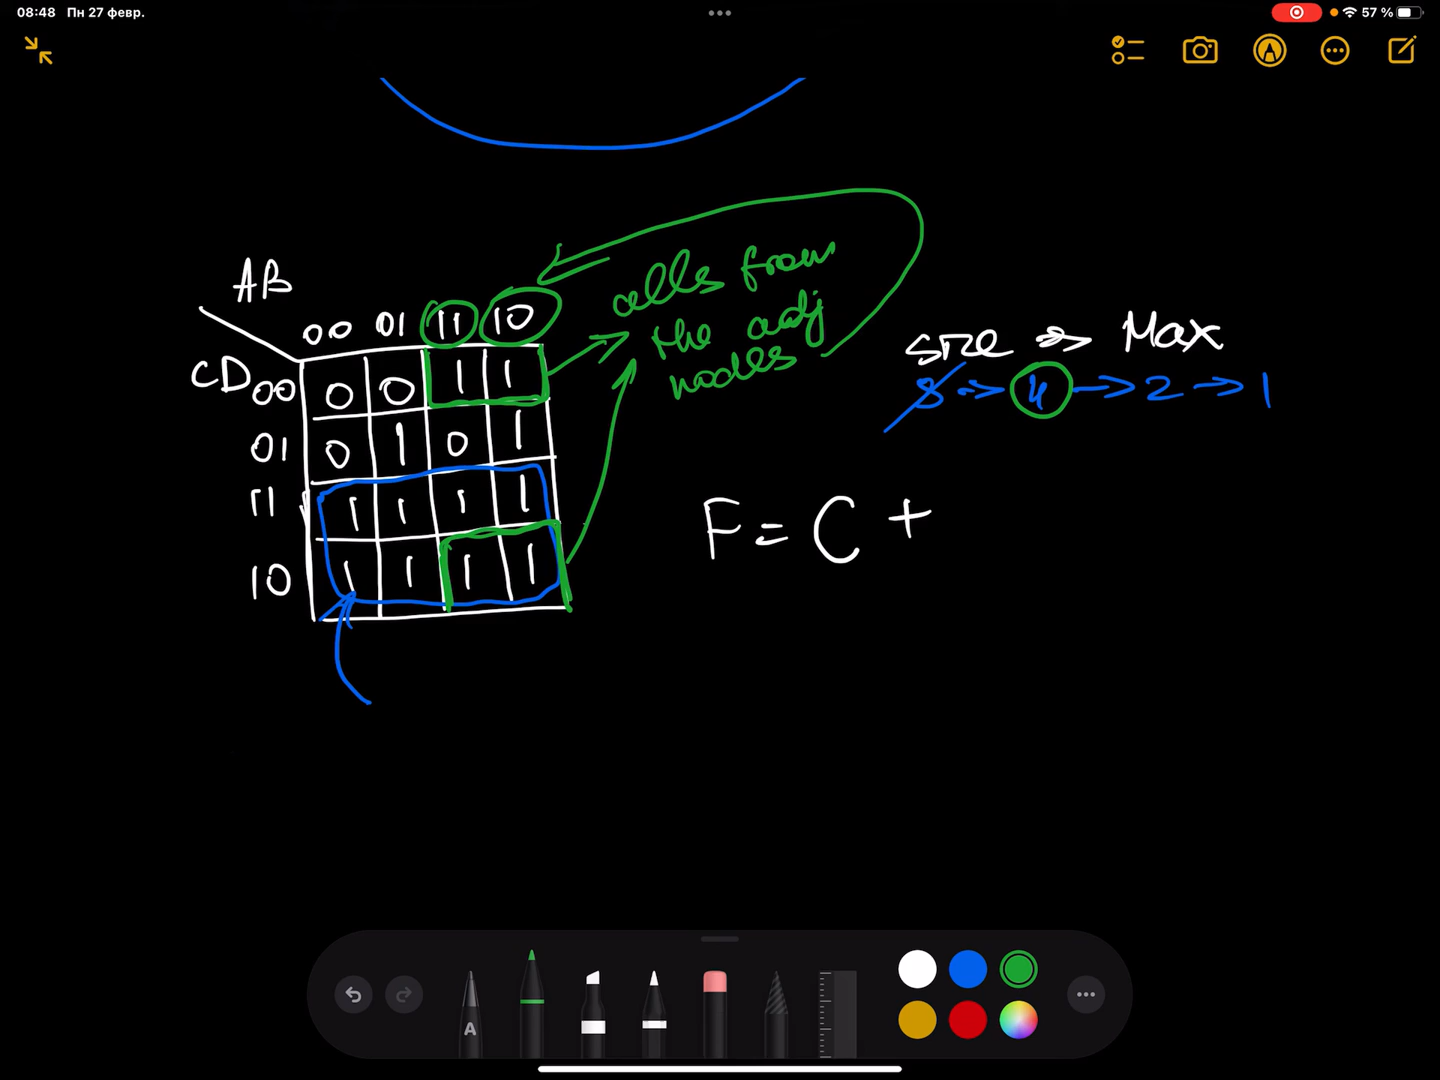 08:48 Пн 27 февр.
57 %
AB
00 01 11 10
CD 00 0 0 1 1
01 0 1 0 1
11 1 1 1 1
10 1 1 1 1
cells from
the adj
nodes
size => Max
8 -> 4 -> 2 -> 1
F = C +
A